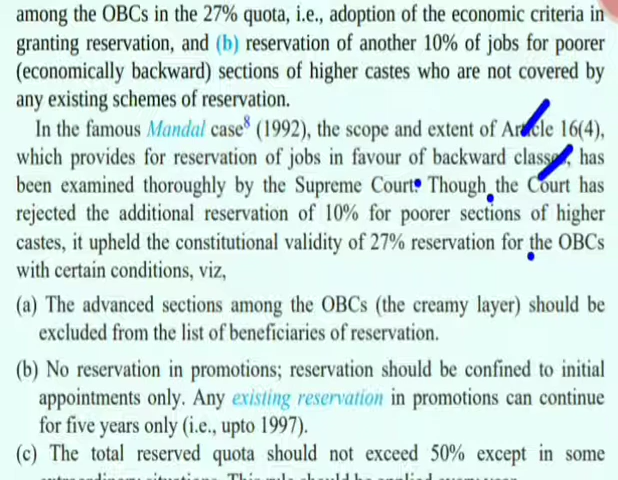 among the OBCs in the 27% quota, i.e., adoption of the economic criteria in
granting reservation, and (b) reservation of another 10% of jobs for poorer
(economically backward) sections of higher castes who are not covered by
any existing schemes of reservation.
In the famous Mandal case⁸ (1992), the scope and extent of Article 16(4),
which provides for reservation of jobs in favour of backward classes, has
been examined thoroughly by the Supreme Court. Though the Court has
rejected the additional reservation of 10% for poorer sections of higher
castes, it upheld the constitutional validity of 27% reservation for the OBCs
with certain conditions, viz,
(a) The advanced sections among the OBCs (the creamy layer) should be
excluded from the list of beneficiaries of reservation.
(b) No reservation in promotions; reservation should be confined to initial
appointments only. Any existing reservation in promotions can continue
for five years only (i.e., upto 1997).
(c) The total reserved quota should not exceed 50% except in some